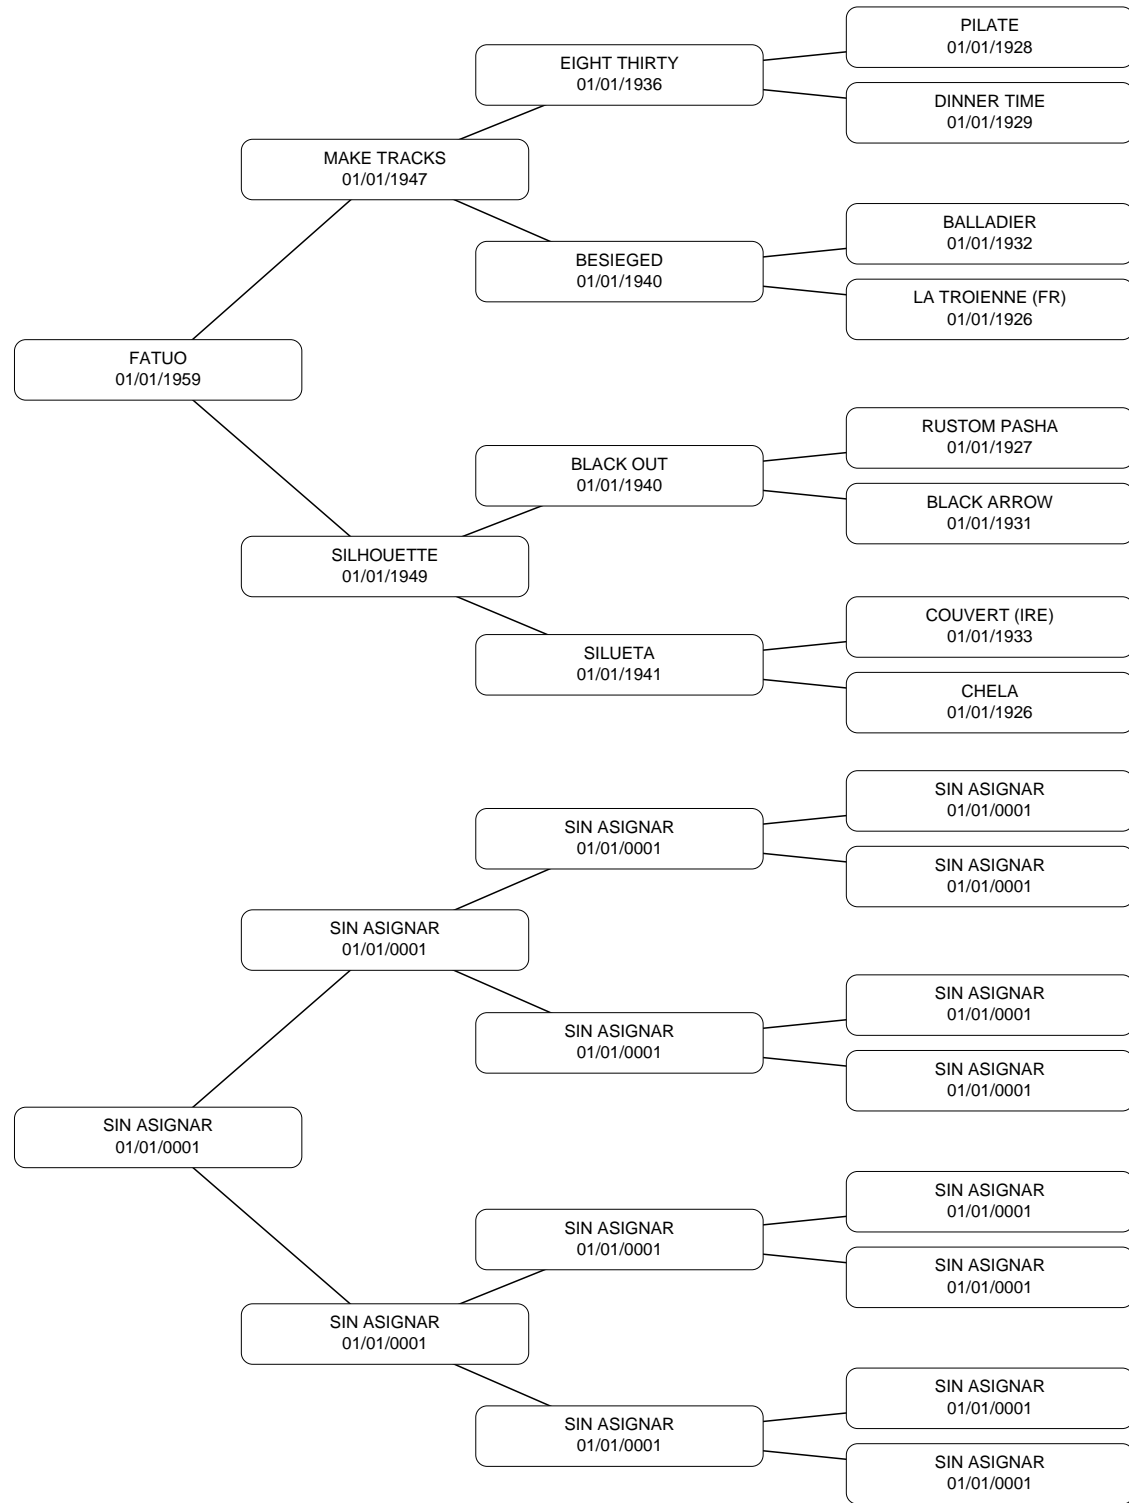 PILATE
01/01/1928
EIGHT THIRTY
01/01/1936
DINNER TIME
01/01/1929
MAKE TRACKS
01/01/1947
BALLADIER
01/01/1932
BESIEGED
01/01/1940
LA TROIENNE (FR)
01/01/1926
FATUO
01/01/1959
RUSTOM PASHA
01/01/1927
BLACK OUT
01/01/1940
BLACK ARROW
01/01/1931
SILHOUETTE
01/01/1949
COUVERT (IRE)
01/01/1933
SILUETA
01/01/1941
CHELA
01/01/1926
SIN ASIGNAR
01/01/0001
SIN ASIGNAR
01/01/0001
SIN ASIGNAR
01/01/0001
SIN ASIGNAR
01/01/0001
SIN ASIGNAR
01/01/0001
SIN ASIGNAR
01/01/0001
SIN ASIGNAR
01/01/0001
SIN ASIGNAR
01/01/0001
SIN ASIGNAR
01/01/0001
SIN ASIGNAR
01/01/0001
SIN ASIGNAR
01/01/0001
SIN ASIGNAR
01/01/0001
SIN ASIGNAR
01/01/0001
SIN ASIGNAR
01/01/0001
SIN ASIGNAR
01/01/0001